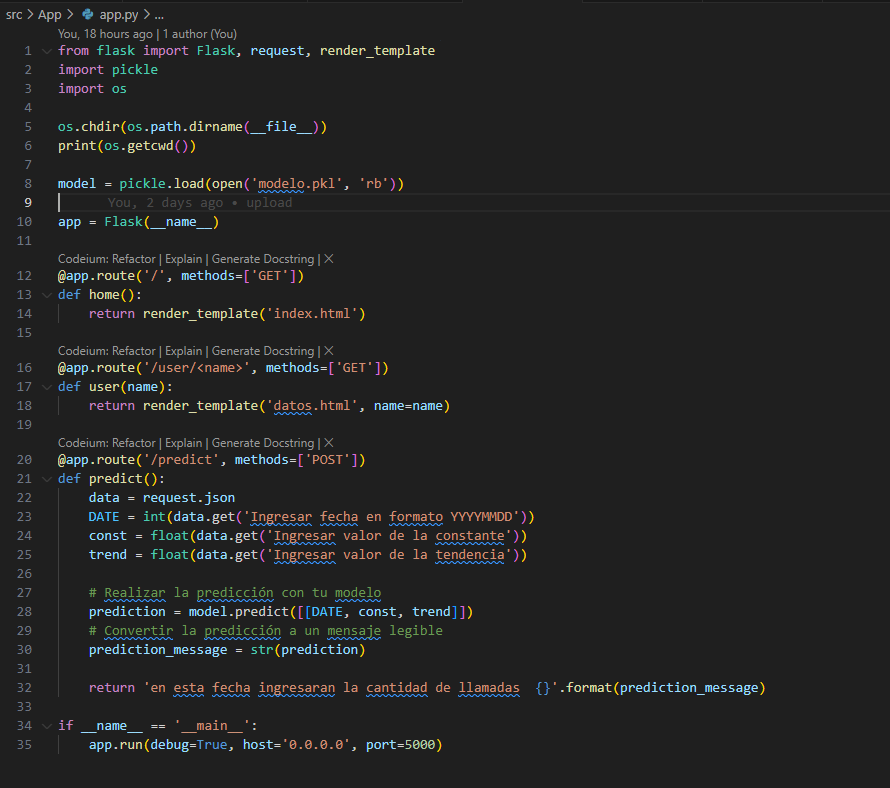 src > App > app.py > ...
You, 18 hours ago | 1 author (You)
1 from flask import Flask, request, render_template
2 import pickle
3 import os
4
5 os.chdir(os.path.dirname(__file__))
6 print(os.getcwd())
7
8 model = pickle.load(open('modelo.pkl', 'rb'))
9 You, 2 days ago • upload
10 app = Flask(__name__)
11
Codeium: Refactor | Explain | Generate Docstring | X
12 @app.route('/', methods=['GET'])
13 def home():
14     return render_template('index.html')
15
Codeium: Refactor | Explain | Generate Docstring | X
16 @app.route('/user/<name>', methods=['GET'])
17 def user(name):
18     return render_template('datos.html', name=name)
19
Codeium: Refactor | Explain | Generate Docstring | X
20 @app.route('/predict', methods=['POST'])
21 def predict():
22     data = request.json
23     DATE = int(data.get('Ingresar fecha en formato YYYYMMDD'))
24     const = float(data.get('Ingresar valor de la constante'))
25     trend = float(data.get('Ingresar valor de la tendencia'))
26
27     # Realizar la predicción con tu modelo
28     prediction = model.predict([[DATE, const, trend]])
29     # Convertir la predicción a un mensaje legible
30     prediction_message = str(prediction)
31
32     return 'en esta fecha ingresaran la cantidad de llamadas  {}'.format(prediction_message)
33
34 if __name__ == '__main__':
35     app.run(debug=True, host='0.0.0.0', port=5000)